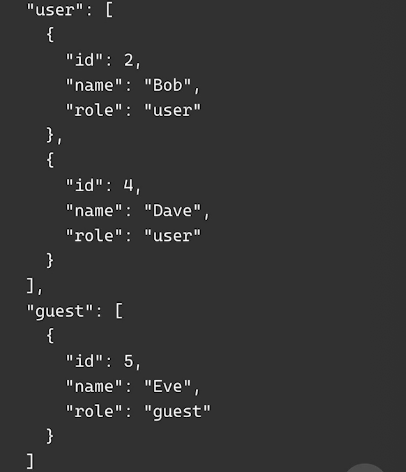 "user": [
{
"id": 2,
"name": "Bob",
"role": "user"
},
{
"id": 4,
"name": "Dave",
"role": "user"
}
],
"guest": [
{
"id": 5,
"name": "Eve",
"role": "guest"
}
]